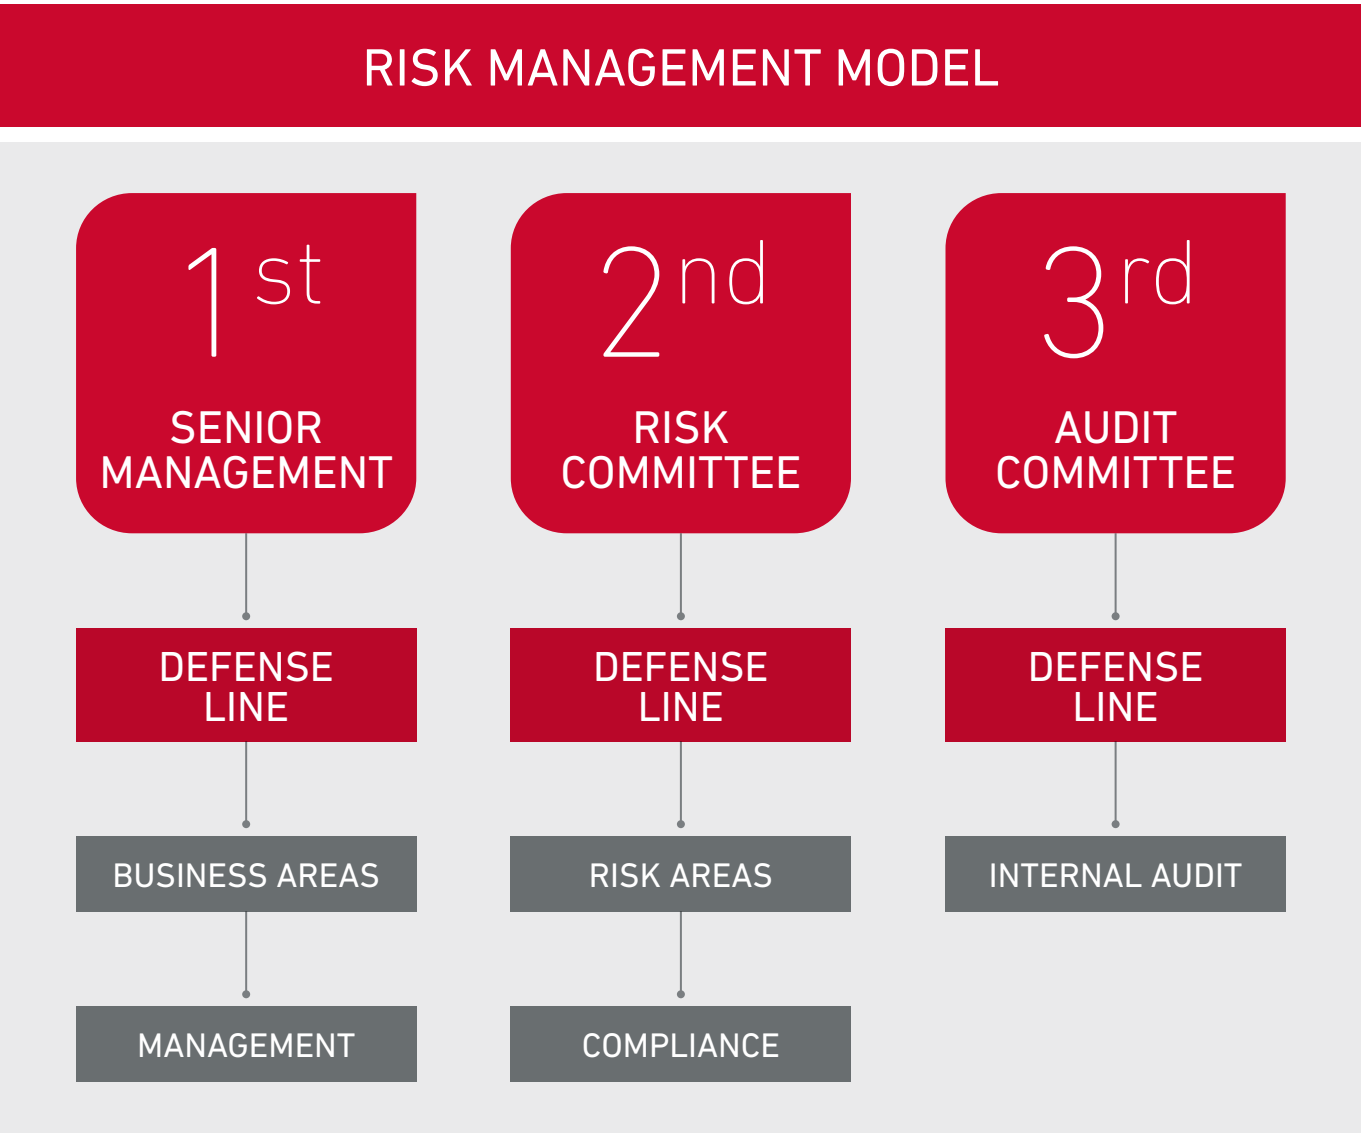 RISK MANAGEMENT MODEL
1st
SENIOR
MANAGEMENT
DEFENSE
LINE
BUSINESS AREAS
MANAGEMENT
2nd
RISK
COMMITTEE
DEFENSE
LINE
RISK AREAS
COMPLIANCE
3rd
AUDIT
COMMITTEE
DEFENSE
LINE
INTERNAL AUDIT